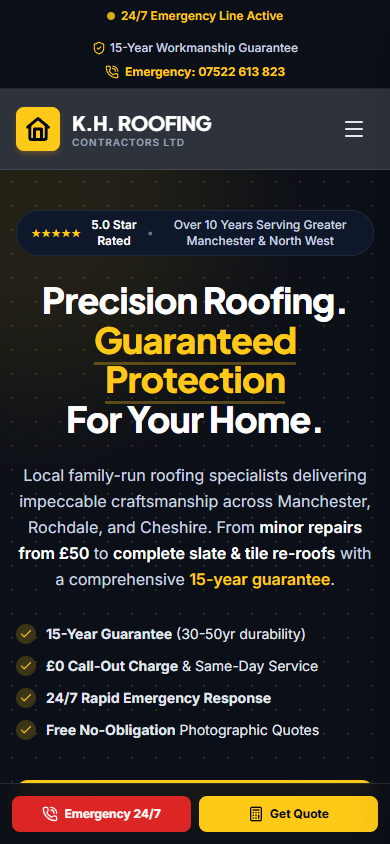 24/7 Emergency Line Active
15-Year Workmanship Guarantee
Emergency: 07522 613 823
K.H. ROOFING
CONTRACTORS LTD
★★★★★ 5.0 Star Rated • Over 10 Years Serving Greater Manchester & North West
Precision Roofing.
Guaranteed
Protection
For Your Home.
Local family-run roofing specialists delivering
impeccable craftsmanship across Manchester,
Rochdale, and Cheshire. From minor repairs
from £50 to complete slate & tile re-roofs with
a comprehensive 15-year guarantee.
15-Year Guarantee (30-50yr durability)
£0 Call-Out Charge & Same-Day Service
24/7 Rapid Emergency Response
Free No-Obligation Photographic Quotes
Emergency 24/7
Get Quote